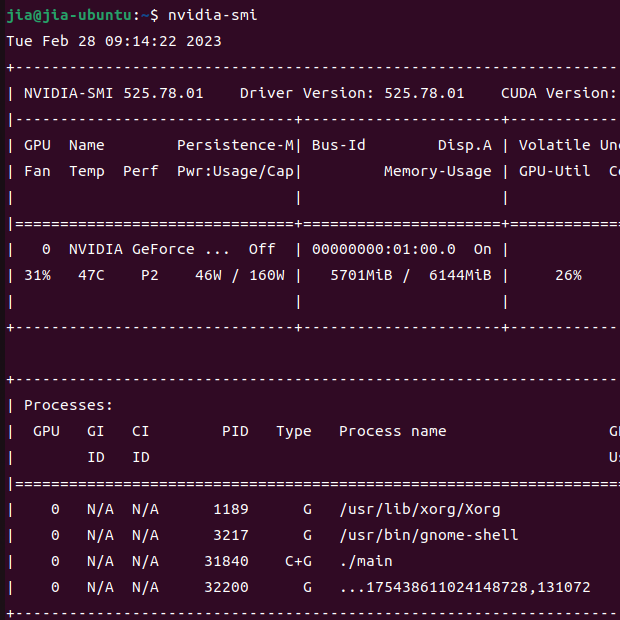 jia@jia-ubuntu:~$ nvidia-smi
Tue Feb 28 09:14:22 2023
+-------------------------------------------------------------------
| NVIDIA-SMI 525.78.01    Driver Version: 525.78.01    CUDA Version:
|-------------------------------+----------------------+------------
| GPU  Name        Persistence-M| Bus-Id        Disp.A | Volatile Un
| Fan  Temp  Perf  Pwr:Usage/Cap|         Memory-Usage | GPU-Util  C
|                               |                      |
|===============================+======================+============
|   0  NVIDIA GeForce ...  Off  | 00000000:01:00.0  On |
| 31%   47C    P2    46W / 160W |   5701MiB /  6144MiB |     26%
|                               |                      |
+-------------------------------+----------------------+------------
+-------------------------------------------------------------------
| Processes:
|  GPU   GI   CI        PID   Type   Process name                  G
|        ID   ID                                                   U
|===================================================================
|    0   N/A  N/A      1189      G   /usr/lib/xorg/Xorg
|    0   N/A  N/A      3217      G   /usr/bin/gnome-shell
|    0   N/A  N/A     31840    C+G   ./main
|    0   N/A  N/A     32200      G   ...175438611024148728,131072
+-------------------------------------------------------------------